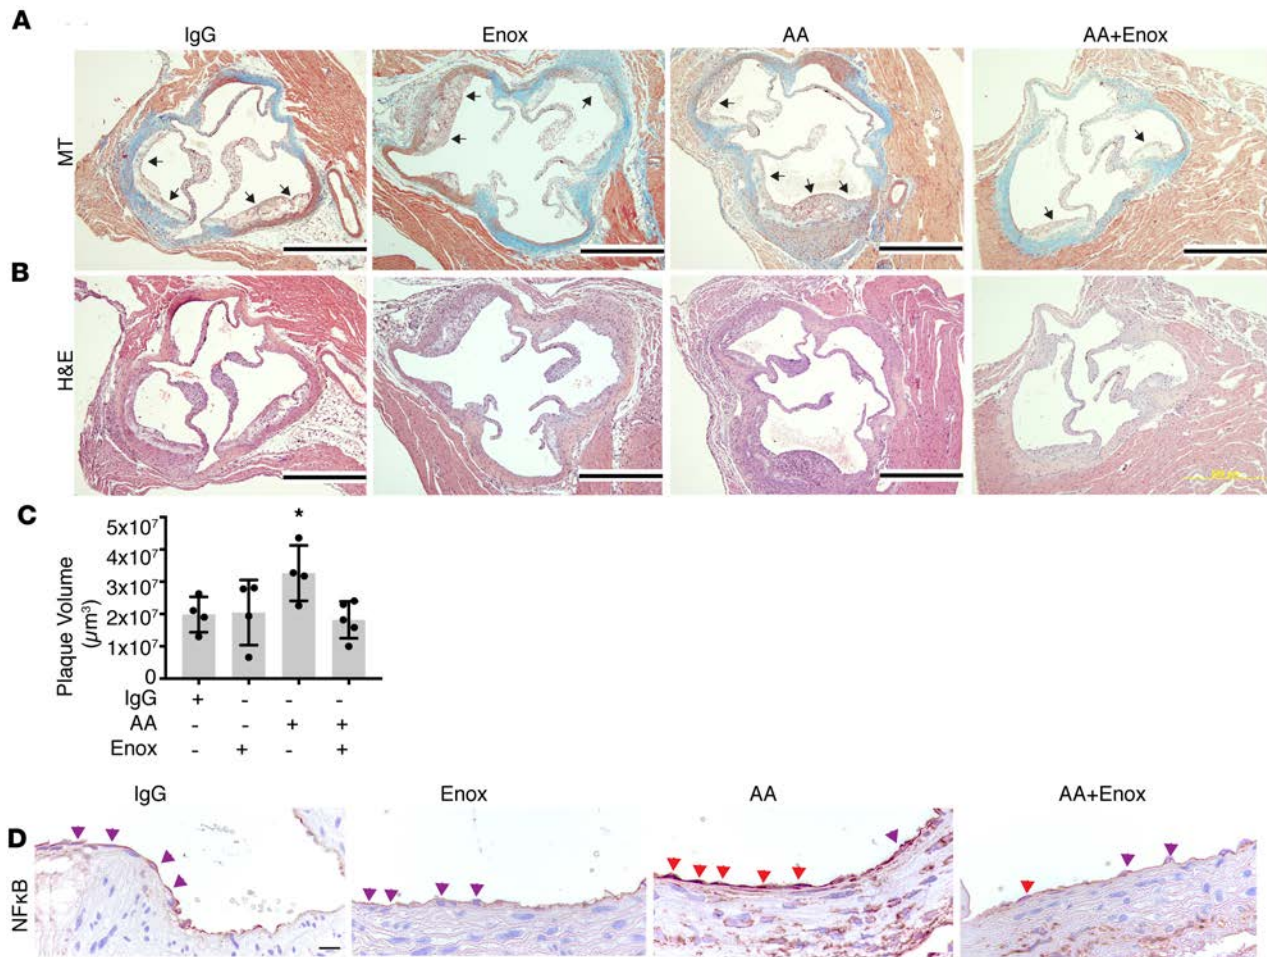 A
IgG Enox AA AA+Enox
MT
B
H&E
C
Plaque Volume
(µm³)
5x10⁷
4x10⁷
3x10⁷
2x10⁷
1x10⁷
0
*
IgG + - - -
AA - - + +
Enox - + - +
IgG Enox AA AA+Enox
D
NFκB